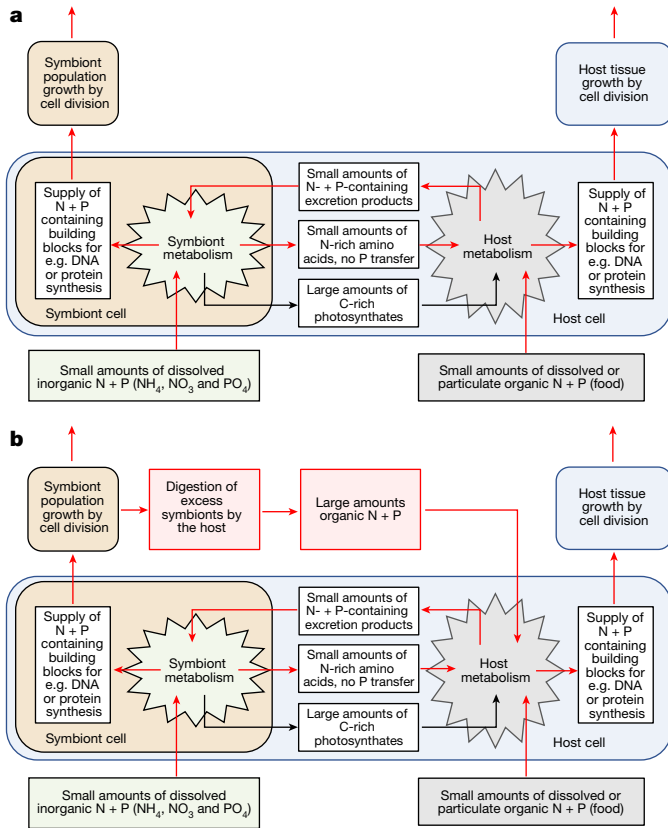 a
Symbiont
population
growth by
cell division
Host tissue
growth by
cell division
Supply of
N + P
containing
building
blocks for
e.g. DNA
or protein
synthesis
Symbiont
metabolism
Small amounts of
N- + P-containing
excretion products
Small amounts of
N-rich amino
acids, no P transfer
Large amounts of
C-rich
photosynthates
Host
metabolism
Supply of
N + P
containing
building
blocks for
e.g. DNA
or protein
synthesis
Symbiont cell
Host cell
Small amounts of dissolved
inorganic N + P (NH4, NO3 and PO4)
Small amounts of dissolved or
particulate organic N + P (food)
b
Symbiont
population
growth by
cell division
Digestion of
excess
symbionts by
the host
Large amounts
organic N + P
Host tissue
growth by
cell division
Supply of
N + P
containing
building
blocks for
e.g. DNA
or protein
synthesis
Symbiont
metabolism
Small amounts of
N- + P-containing
excretion products
Small amounts of
N-rich amino
acids, no P transfer
Large amounts of
C-rich
photosynthates
Host
metabolism
Supply of
N + P
containing
building
blocks for
e.g. DNA
or protein
synthesis
Symbiont cell
Host cell
Small amounts of dissolved
inorganic N + P (NH4, NO3 and PO4)
Small amounts of dissolved or
particulate organic N + P (food)